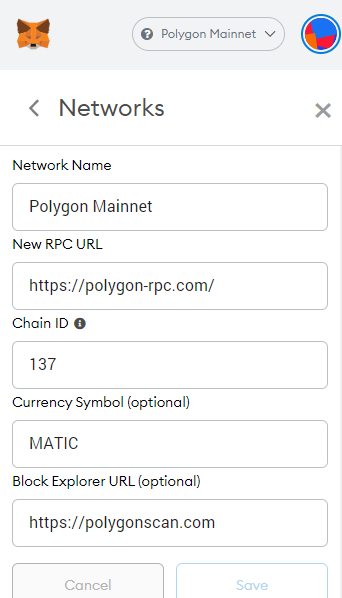 Polygon Mainnet
Networks
Network Name
Polygon Mainnet
New RPC URL
https://polygon-rpc.com/
Chain ID
137
Currency Symbol (optional)
MATIC
Block Explorer URL (optional)
https://polygonscan.com
Cancel Save